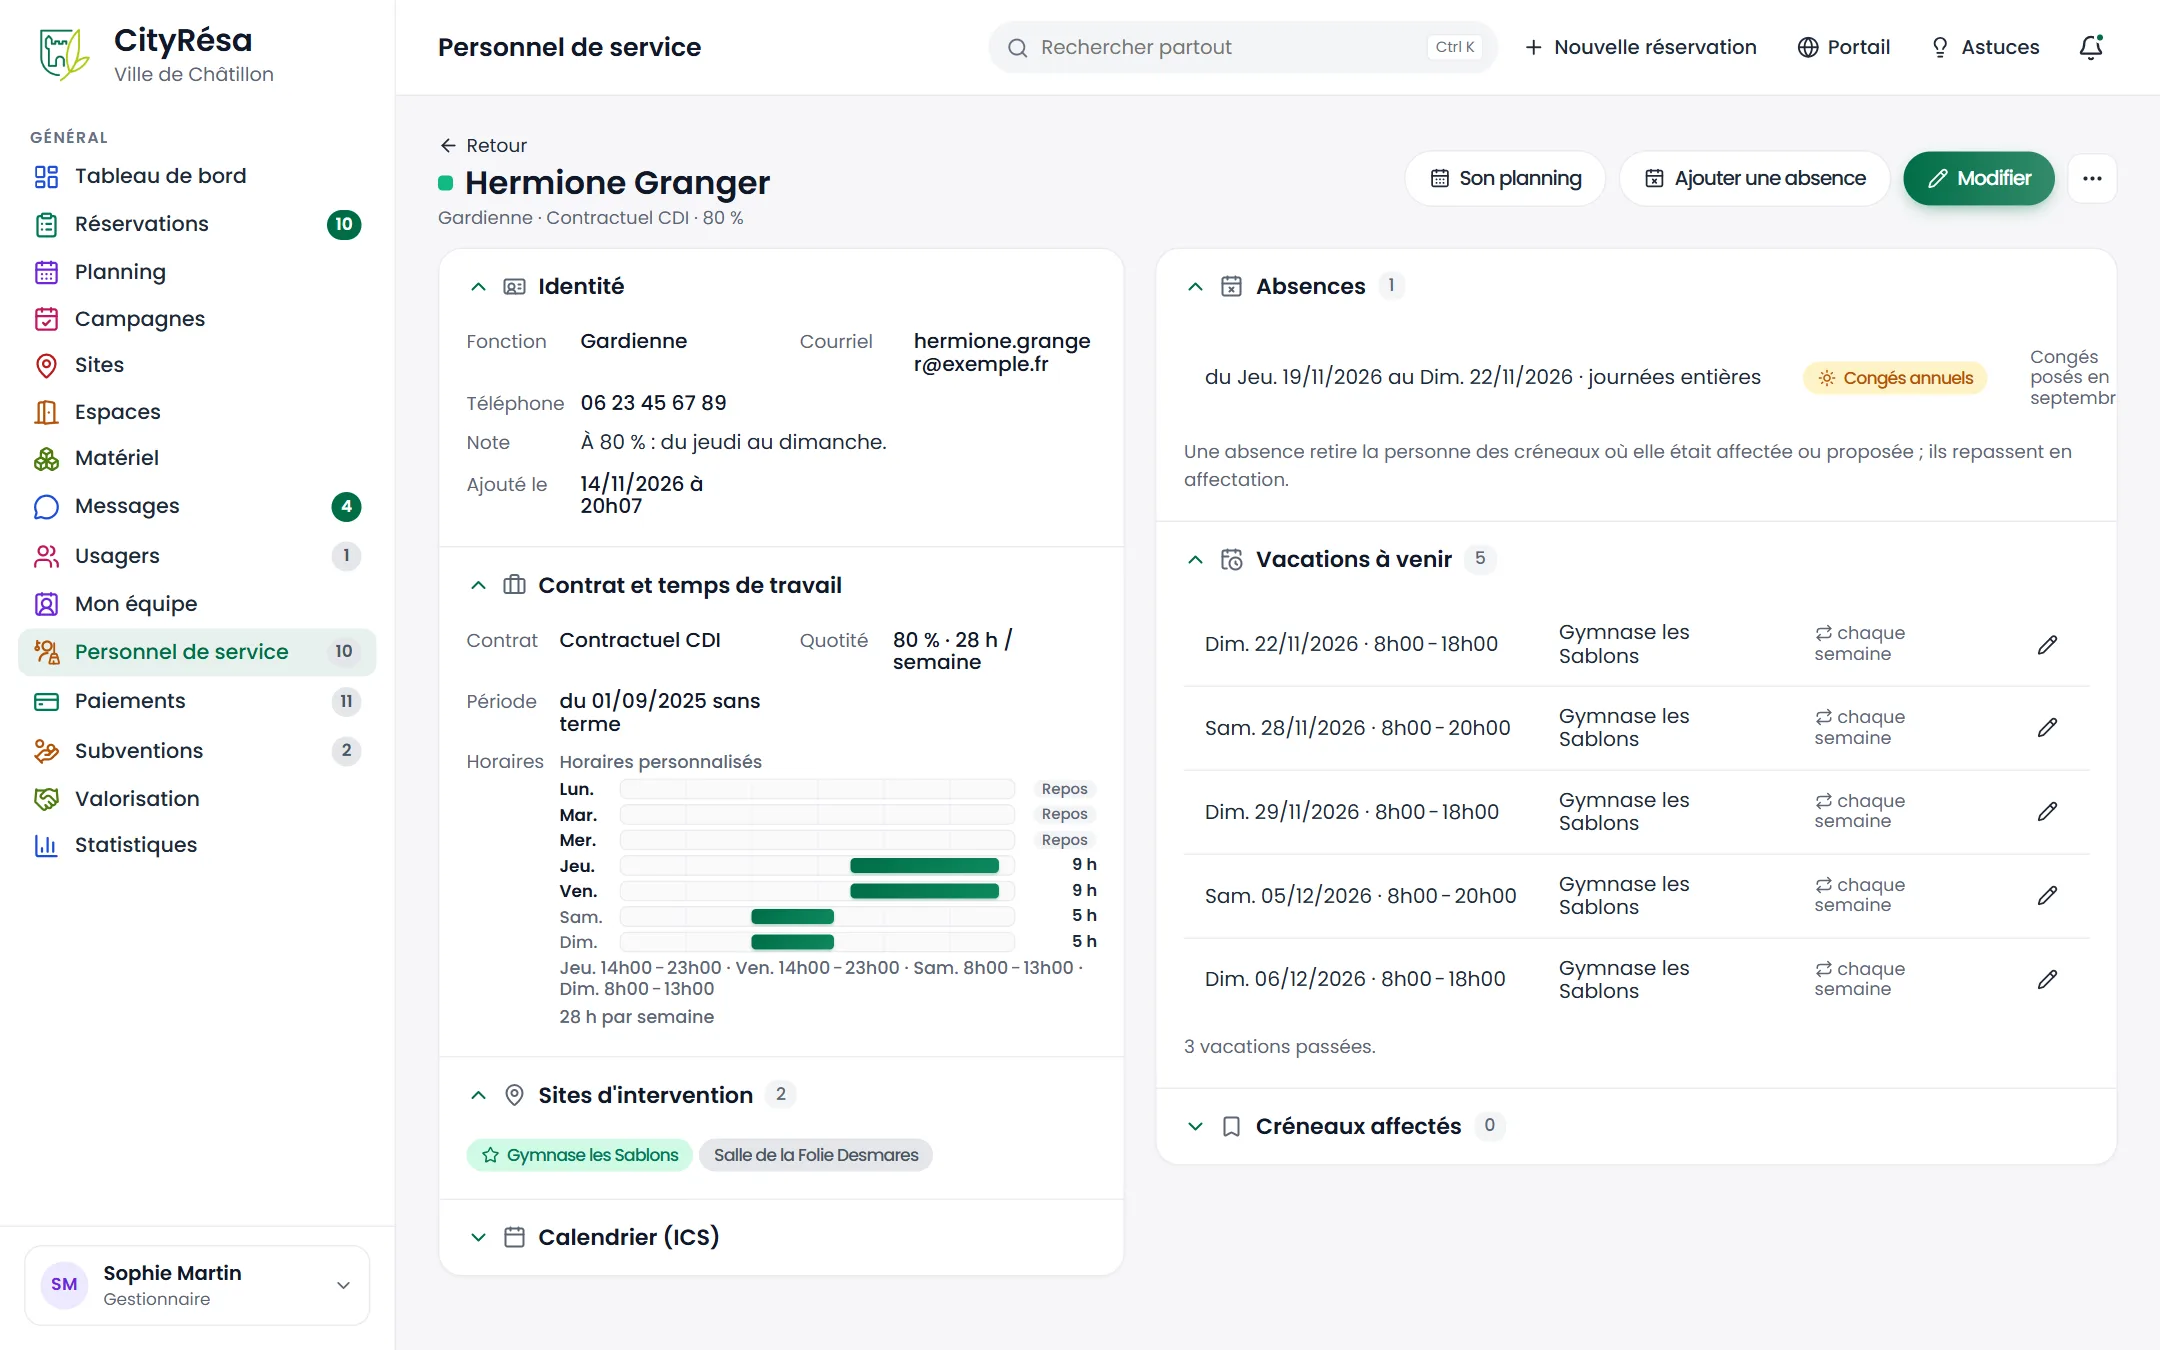 CityRésa
Ville de Châtillon
GÉNÉRAL
Tableau de bord
Réservations 10
Planning
Campagnes
Sites
Espaces
Matériel
Messages 4
Usagers 1
Mon équipe
Personnel de service 10
Paiements 11
Subventions 2
Valorisation
Statistiques
SM
Sophie Martin
Gestionnaire
Personnel de service
Rechercher partout Ctrl K
Nouvelle réservation
Portail
Astuces
Retour
Hermione Granger
Gardienne · Contractuel CDI · 80 %
Son planning
Ajouter une absence
Modifier
Identité
Fonction Gardienne
Courriel hermione.grange
r@exemple.fr
Téléphone 06 23 45 67 89
Note À 80 % : du jeudi au dimanche.
Ajouté le 14/11/2026 à
20h07
Contrat et temps de travail
Contrat Contractuel CDI
Quotité 80 % · 28 h /
semaine
Période du 01/09/2025 sans
terme
Horaires Horaires personnalisés
Lun. Repos
Mar. Repos
Mer. Repos
Jeu. 9 h
Ven. 9 h
Sam. 5 h
Dim. 5 h
Jeu. 14h00–23h00 · Ven. 14h00–23h00 · Sam. 8h00–13h00 ·
Dim. 8h00–13h00
28 h par semaine
Sites d'intervention 2
Gymnase les Sablons
Salle de la Folie Desmares
Calendrier (ICS)
Absences 1
du Jeu. 19/11/2026 au Dim. 22/11/2026 · journées entières
Congés annuels
Congés
posés en
septembr
Une absence retire la personne des créneaux où elle était affectée ou proposée ; ils repassent en
affectation.
Vacations à venir 5
Dim. 22/11/2026 · 8h00–18h00
Gymnase les
Sablons
chaque
semaine
Sam. 28/11/2026 · 8h00–20h00
Gymnase les
Sablons
chaque
semaine
Dim. 29/11/2026 · 8h00–18h00
Gymnase les
Sablons
chaque
semaine
Sam. 05/12/2026 · 8h00–20h00
Gymnase les
Sablons
chaque
semaine
Dim. 06/12/2026 · 8h00–18h00
Gymnase les
Sablons
chaque
semaine
3 vacations passées.
Créneaux affectés 0